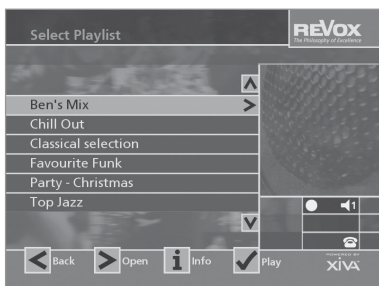 Select Playlist
REVOX
The Philosophy of Excellence
Ben's Mix
Chill Out
Classical selection
Favourite Funk
Party - Christmas
Top Jazz
1
Back Open i Info Play
POWERED BY
XiVA